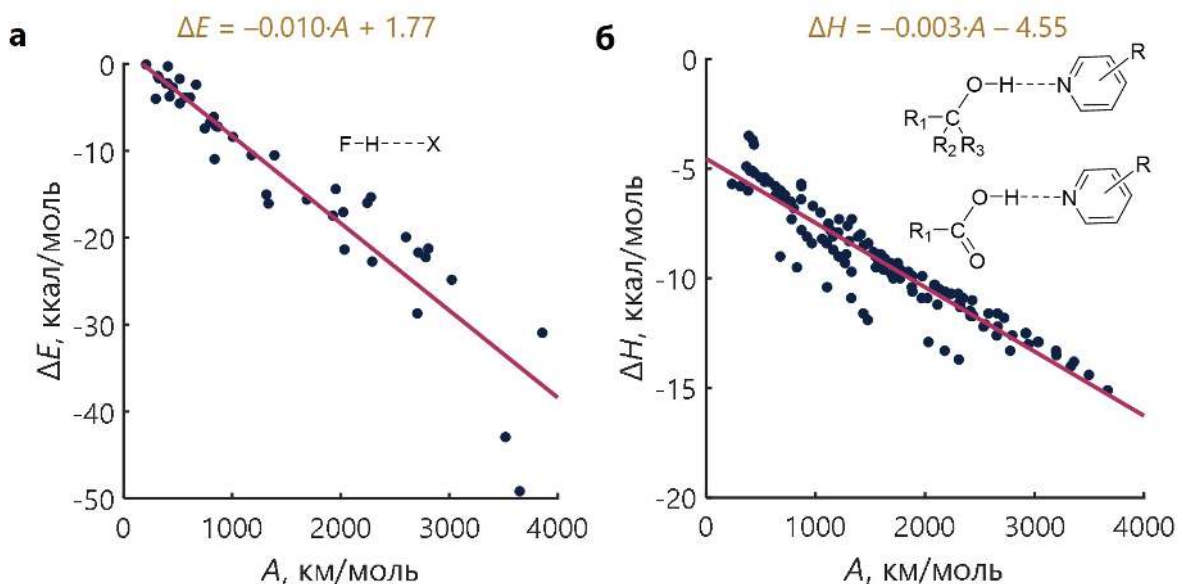 а
ΔE = –0.010·A + 1.77
ΔE, ккал/моль
0
-10
-20
-30
-40
-50
F-H----X
0 1000 2000 3000 4000
A, км/моль
б
ΔH = –0.003·A – 4.55
ΔH, ккал/моль
0
-5
-10
-15
-20
O-H----N R
R₁ C
R₂ R₃
O-H----N R
R₁ C
O
0 1000 2000 3000 4000
A, км/моль